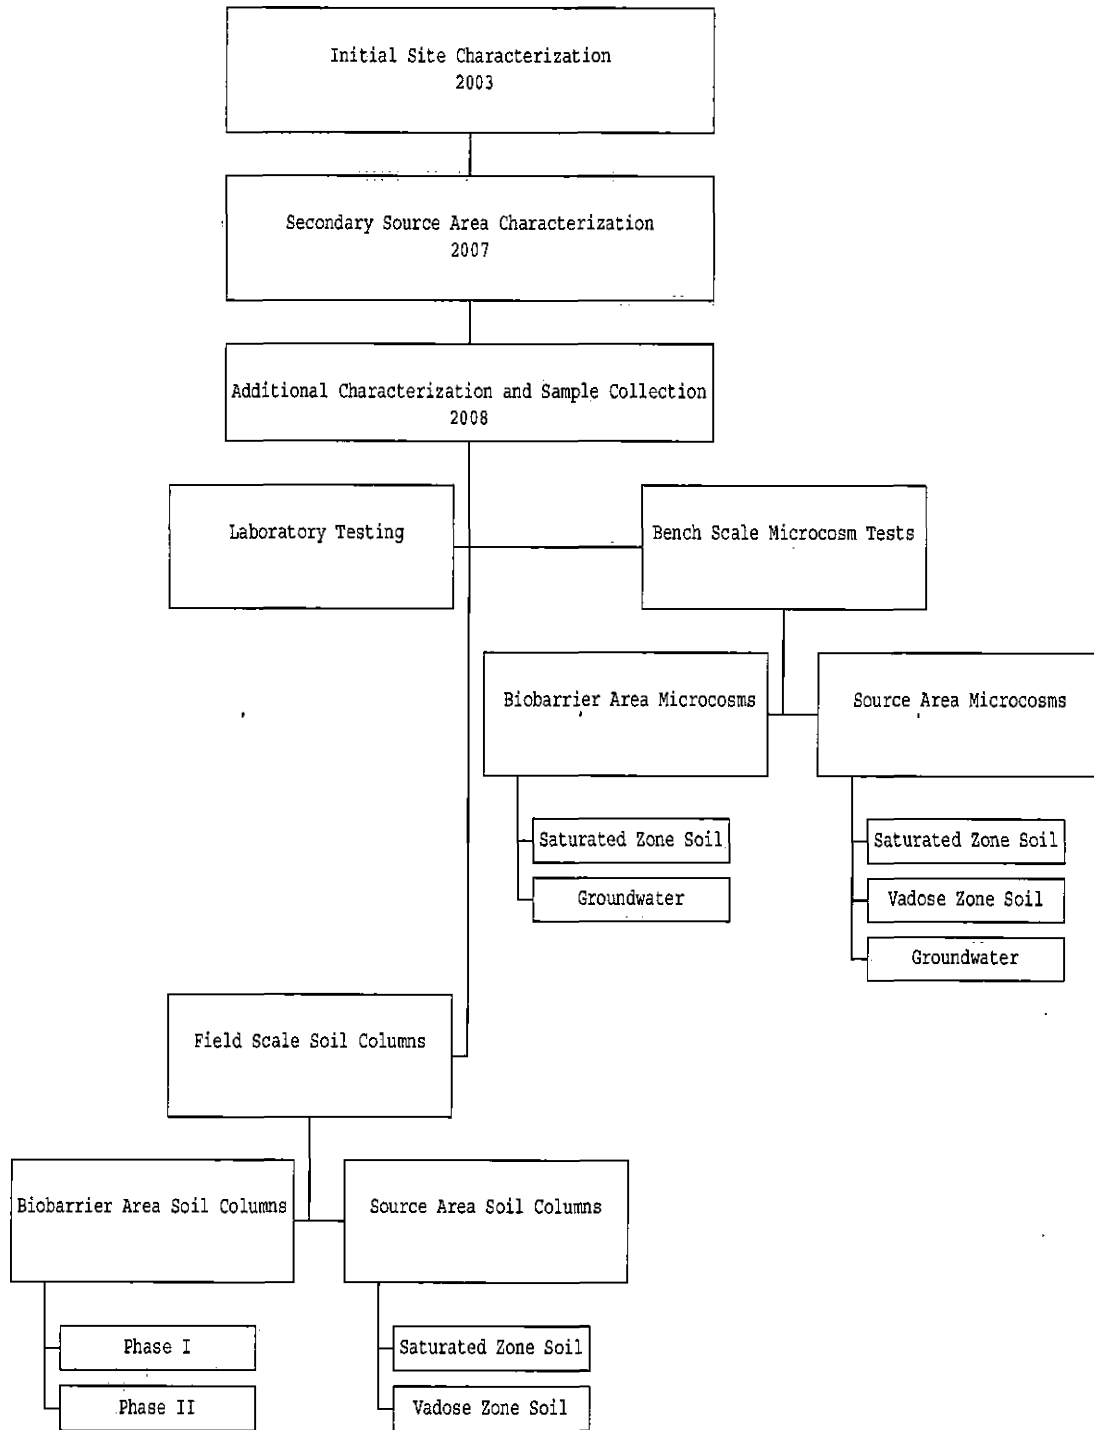 Initial Site Characterization
2003
Secondary Source Area Characterization
2007
Additional Characterization and Sample Collection
2008
Laboratory Testing
Bench Scale Microcosm Tests
Biobarrier Area Microcosms
Source Area Microcosms
Saturated Zone Soil
Groundwater
Saturated Zone Soil
Vadose Zone Soil
Groundwater
Field Scale Soil Columns
Biobarrier Area Soil Columns
Source Area Soil Columns
Phase I
Phase II
Saturated Zone Soil
Vadose Zone Soil